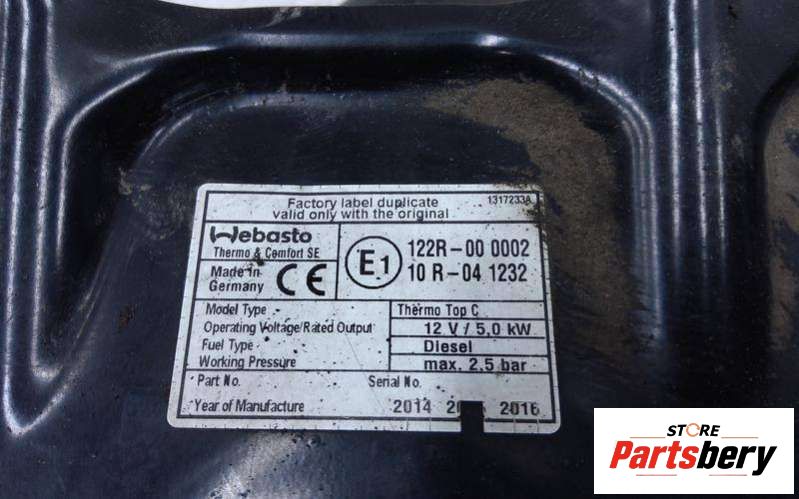 Factory label duplicate
valid only with the original
1317233A
Webasto
Thermo & Comfort SE
Made in
Germany
CE
E1
122R-00 0002
10 R-04 1232
Model Type Thermo Top C
Operating Voltage/Rated Output 12 V / 5,0 kW
Fuel Type Diesel
Working Pressure max. 2.5 bar
Part No. Serial No.
Year of Manufacture 2014 2016
STORE
Partsbery